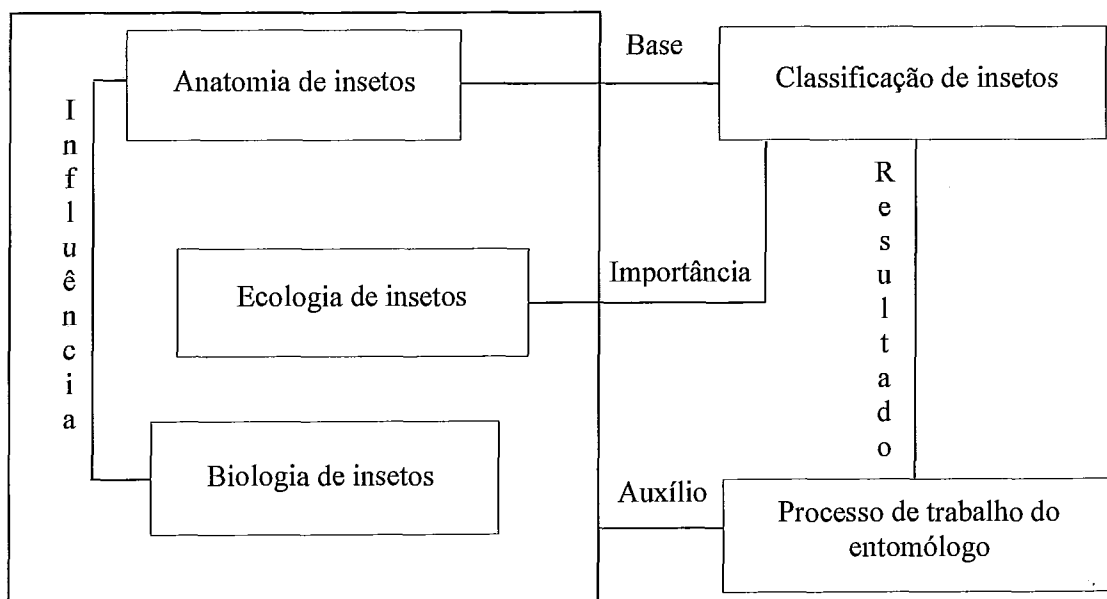 Base
Anatomia de insetos
Classificação de insetos
Influência
Resultado
Ecologia de insetos
Importância
Biologia de insetos
Auxílio
Processo de trabalho do
entomólogo